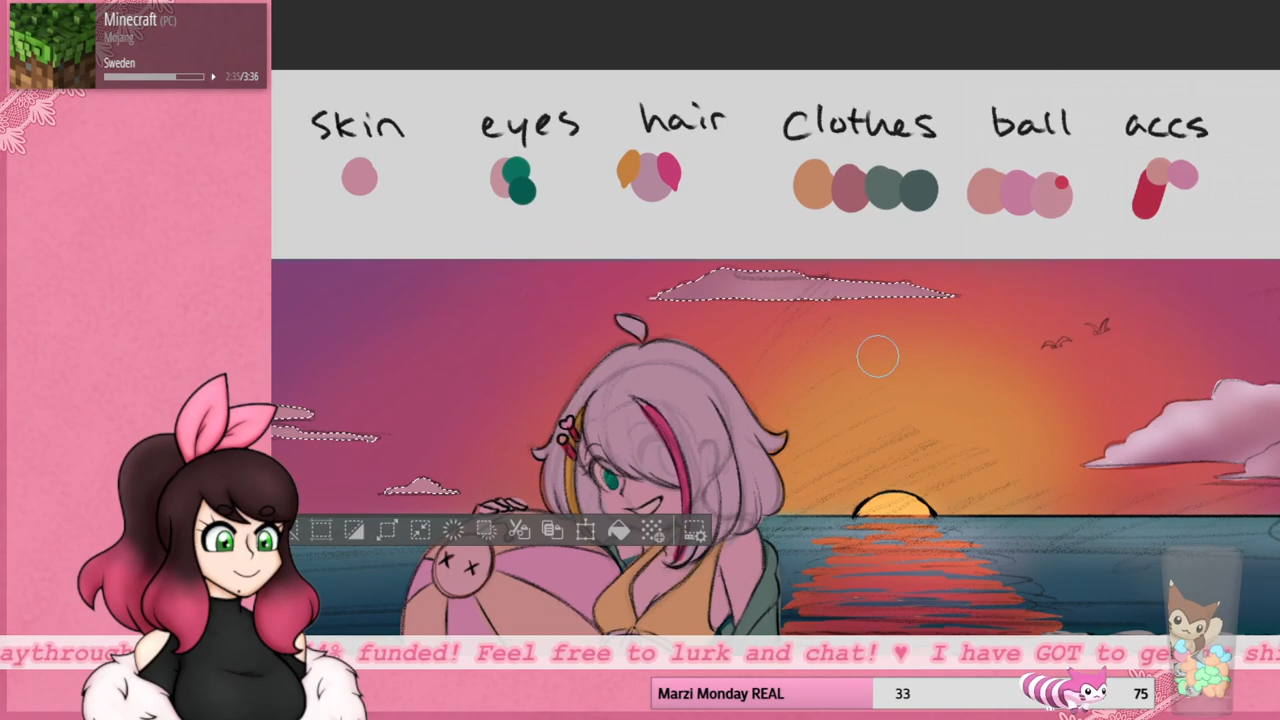 Minecraft (PC)
Mojang
Sweden
2:35/3:36
skin eyes hair Clothes ball accs
funded! Feel free to lurk and chat! ♥ I have GOT to
Marzi Monday REAL 33 75